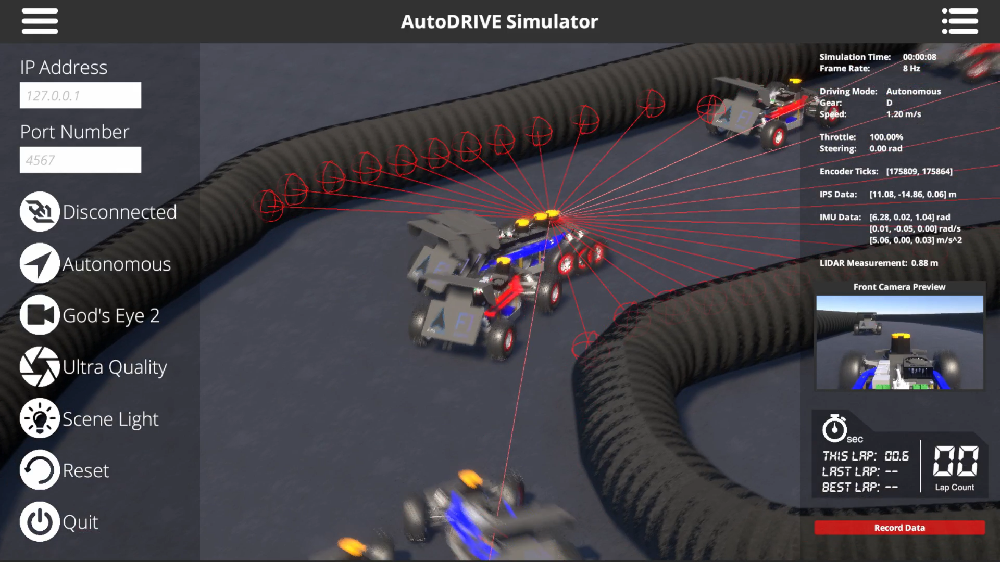 AutoDRIVE Simulator
IP Address
127.0.0.1
Port Number
4567
Disconnected
Autonomous
God's Eye 2
Ultra Quality
Scene Light
Reset
Quit
Simulation Time: 00:00:08
Frame Rate: 8 Hz
Driving Mode: Autonomous
Gear: D
Speed: 1.20 m/s
Throttle: 100.00%
Steering: 0.00 rad
Encoder Ticks: [175809, 175864]
IPS Data: [11.08, -14.86, 0.06] m
IMU Data: [6.28, 0.02, 1.04] rad
[0.01, -0.05, 0.00] rad/s
[5.06, 0.00, 0.03] m/s^2
LIDAR Measurement: 0.88 m
Front Camera Preview
sec
THIS LAP: 00.6
LAST LAP: --
BEST LAP: --
00
Lap Count
Record Data
F1